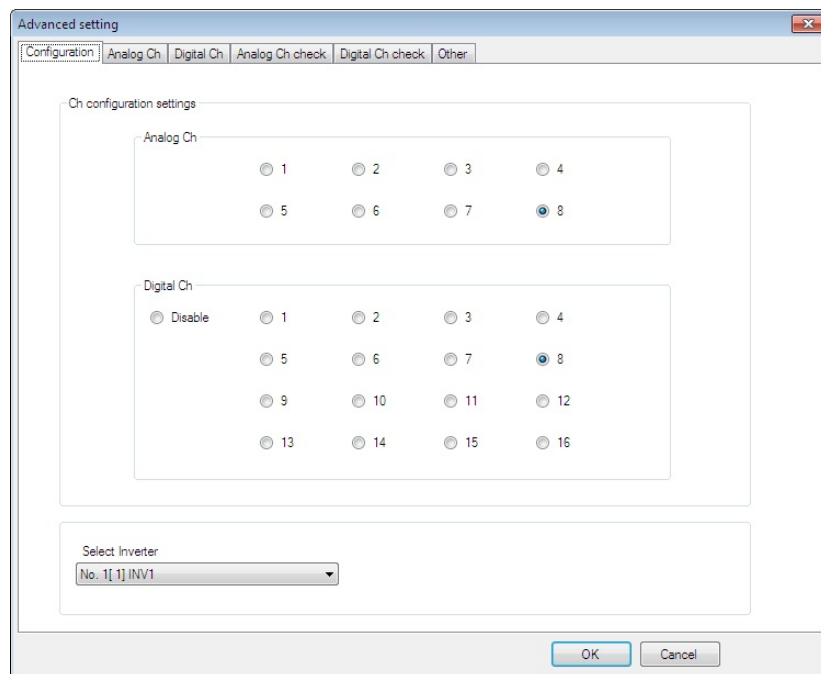 Advanced setting
Configuration Analog Ch Digital Ch Analog Ch check Digital Ch check Other
Ch configuration settings
Analog Ch
1 2 3 4
5 6 7 8
Digital Ch
Disable 1 2 3 4
5 6 7 8
9 10 11 12
13 14 15 16
Select Inverter
No. 1[ 1] INV1
OK Cancel